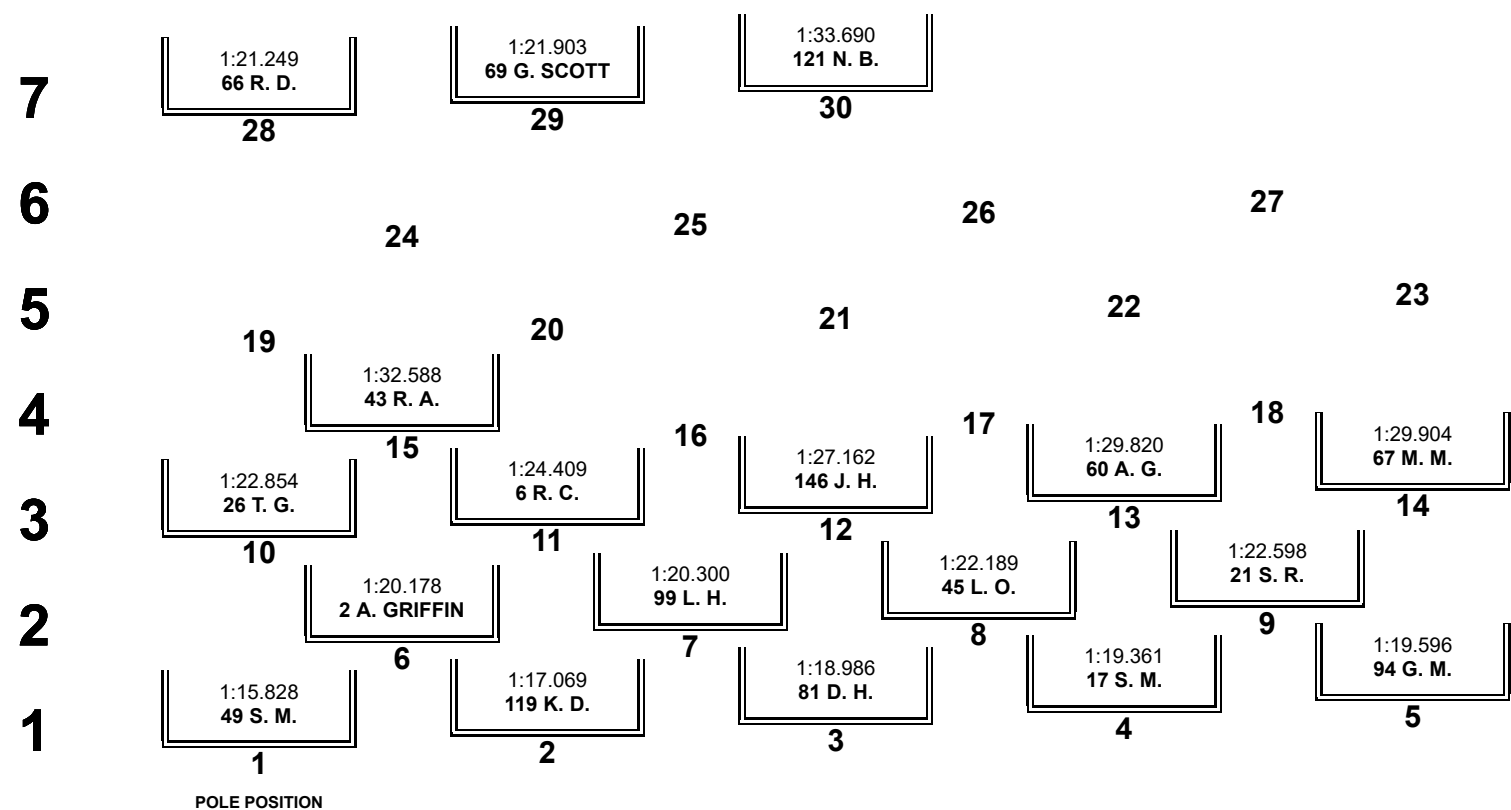 7
1:21.249
66 R. D.
28
1:21.903
69 G. SCOTT
29
1:33.690
121 N. B.
30
6
24
25
26
27
5
19
20
21
22
23
4
1:32.588
43 R. A.
15
16
17
18
3
1:22.854
26 T. G.
10
1:24.409
6 R. C.
11
1:27.162
146 J. H.
12
1:29.820
60 A. G.
13
1:29.904
67 M. M.
14
2
1:20.178
2 A. GRIFFIN
6
1:20.300
99 L. H.
7
1:22.189
45 L. O.
8
1:22.598
21 S. R.
9
1
1:15.828
49 S. M.
1
1:17.069
119 K. D.
2
1:18.986
81 D. H.
3
1:19.361
17 S. M.
4
1:19.596
94 G. M.
5
POLE POSITION